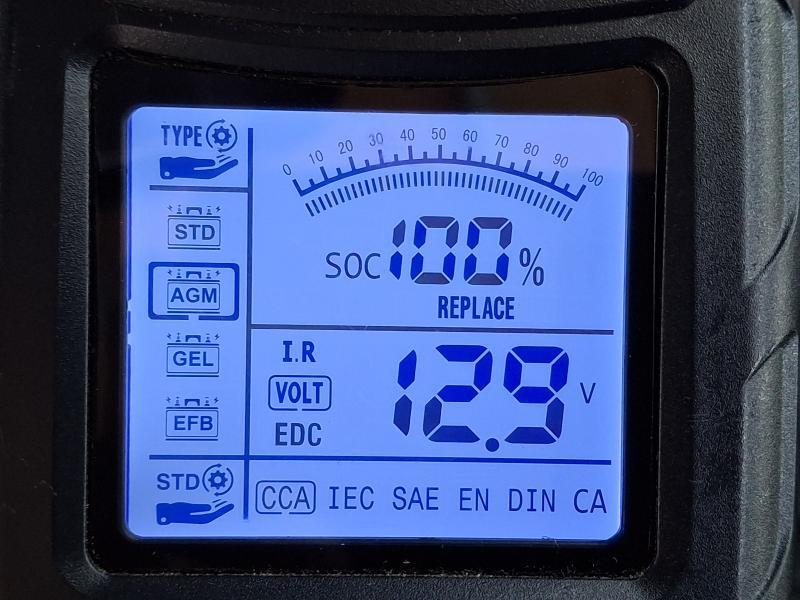 TYPE
STD
AGM
GEL
EFB
STD
0 10 20 30 40 50 60 70 80 90 100
SOC 100%
REPLACE
I.R
VOLT
EDC
12.9 V
CCA IEC SAE EN DIN CA